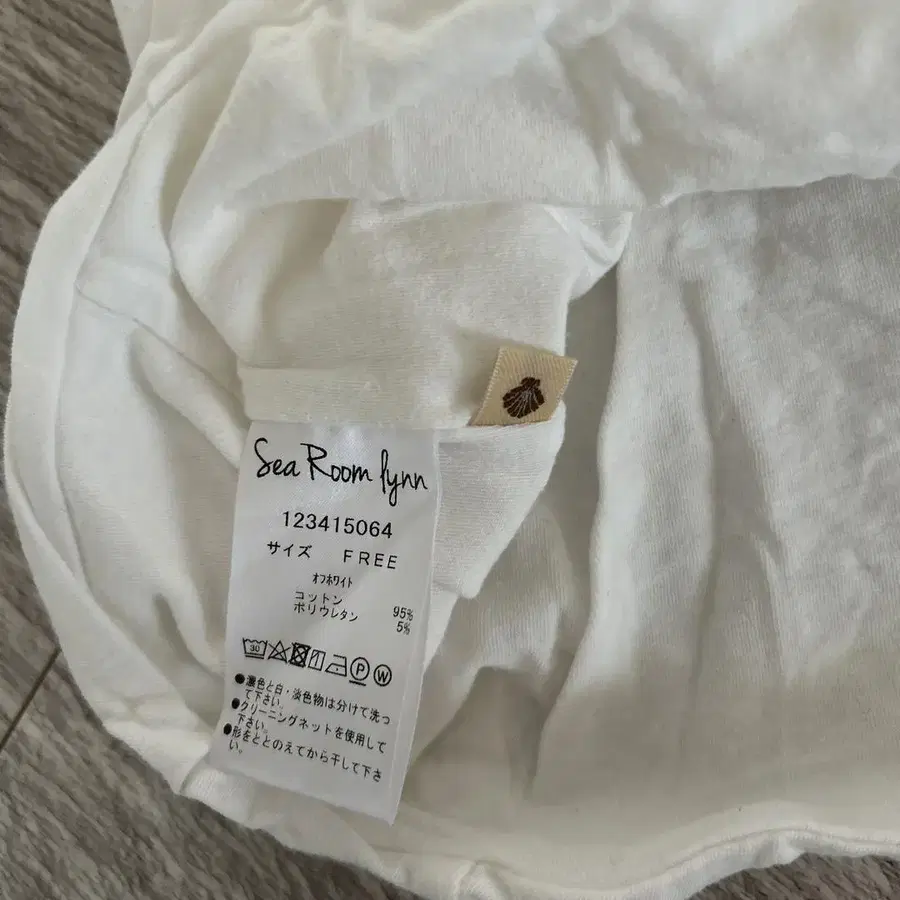 Sea Room lynn
123415064
サイズ FREE
オフホワイト
コットン 95%
ポリウレタン 5%
30 P W
●濃色と白・淡色物は分けて洗っ
て下さい。
●クリーニングネットを使用して
下さい。
●形をととのえてから干して下さ
い。